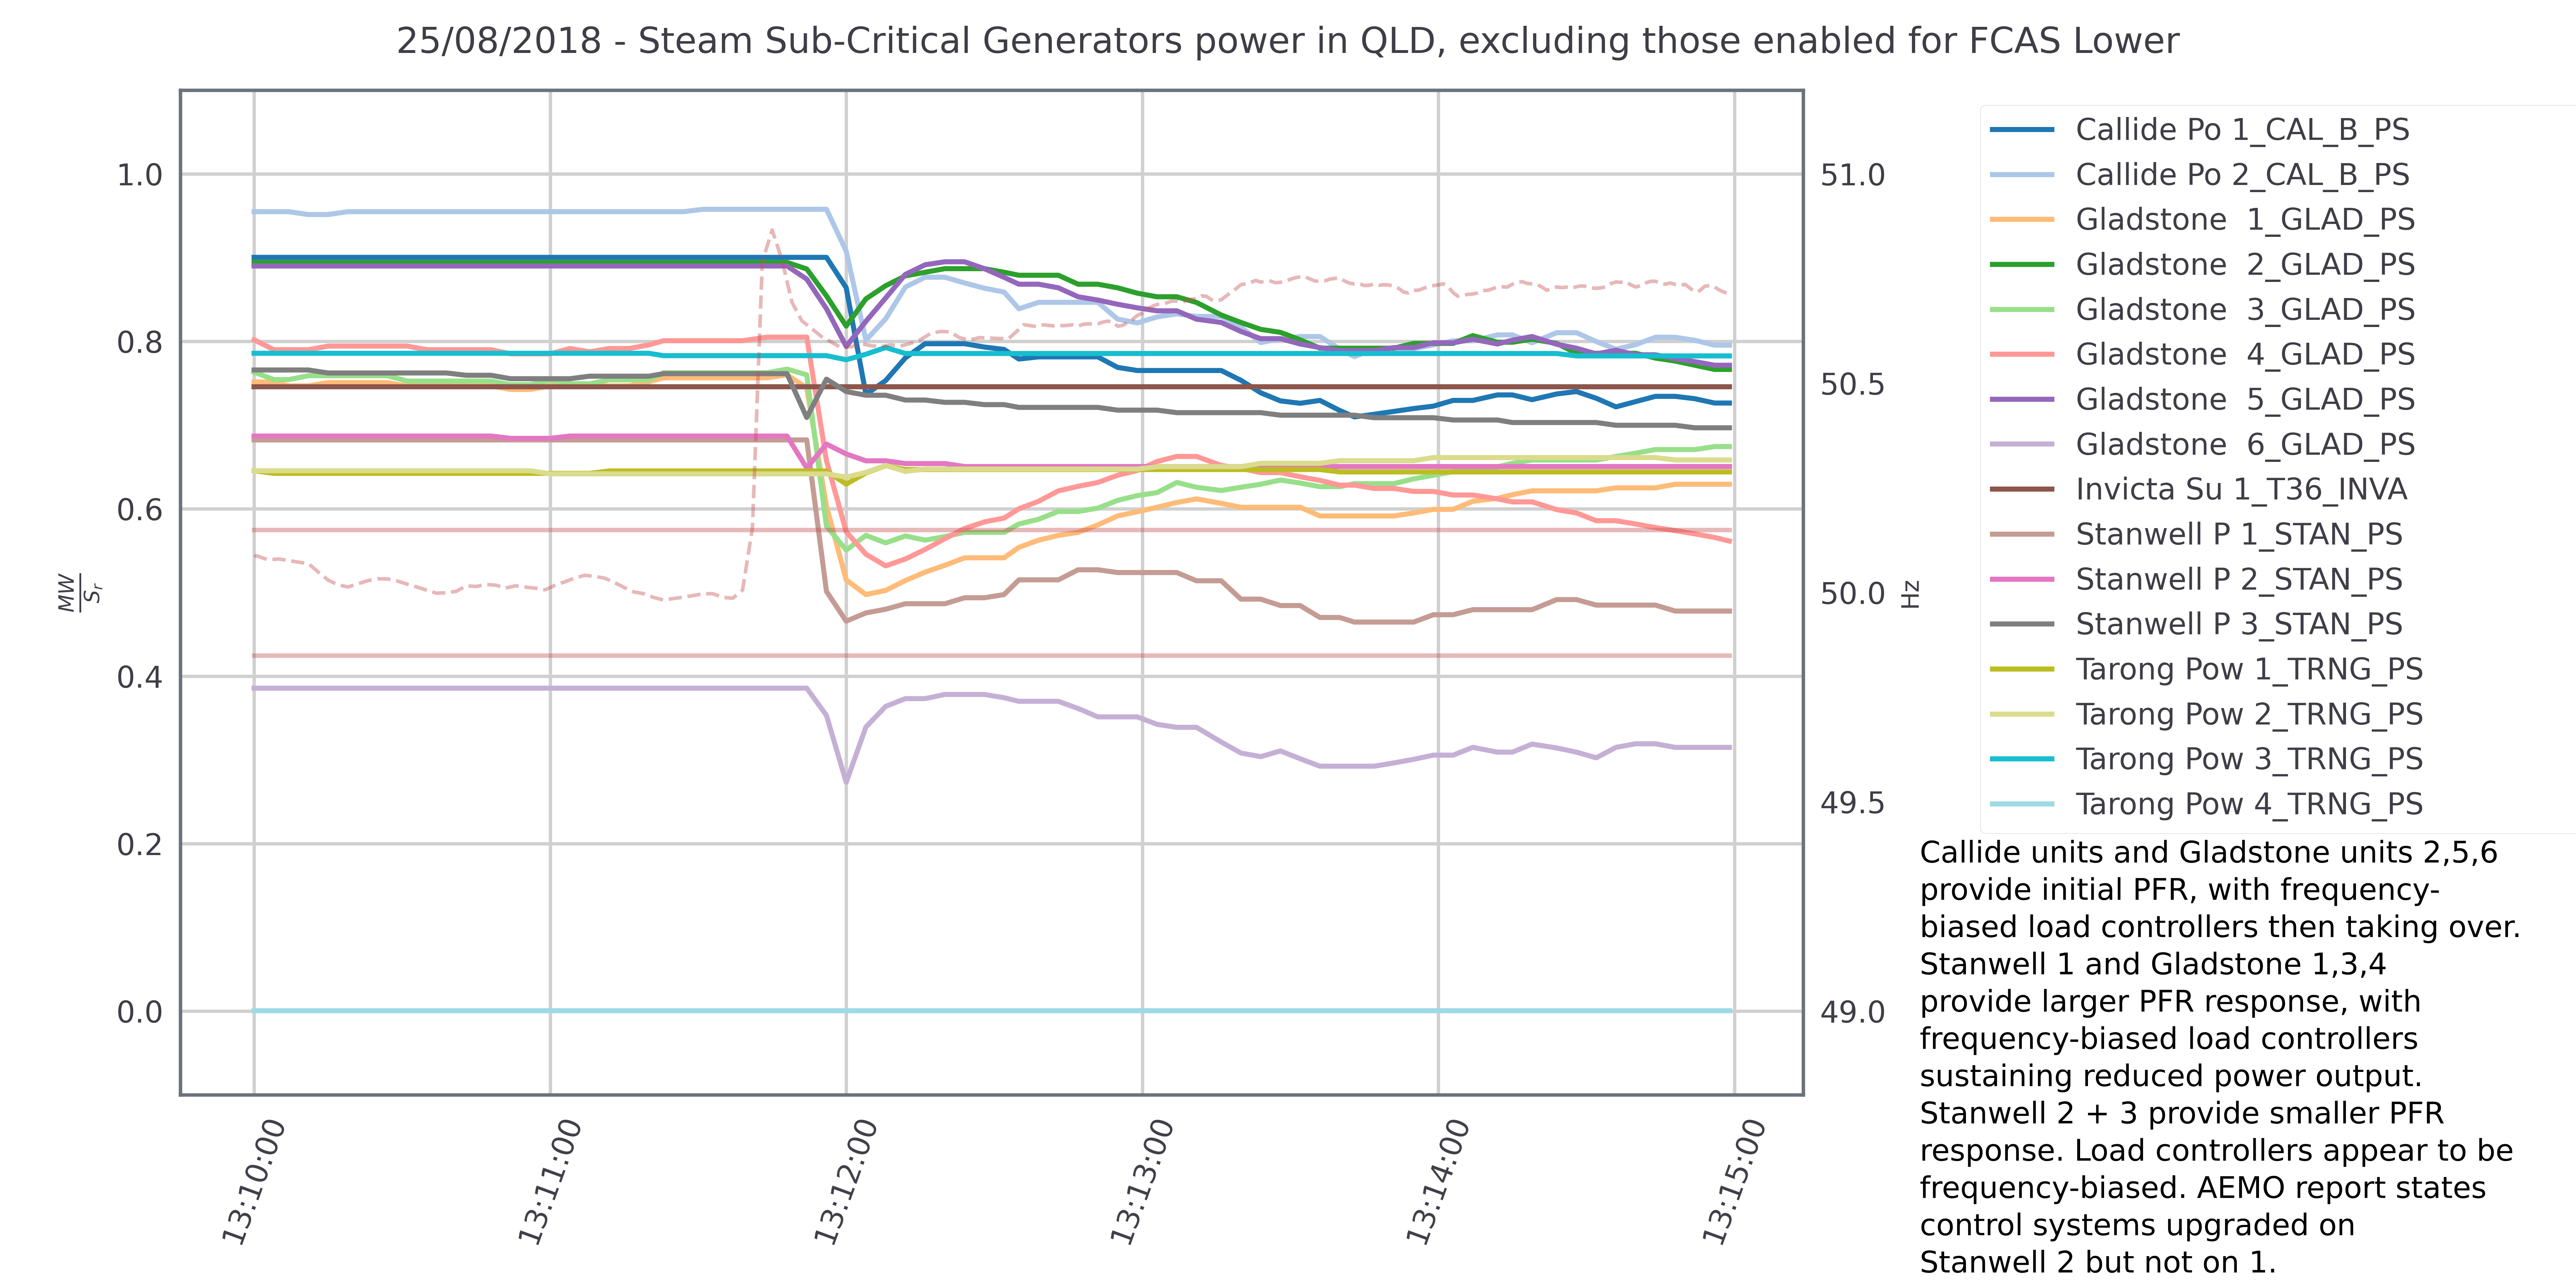 25/08/2018 - Steam Sub-Critical Generators power in QLD, excluding those enabled for FCAS Lower
1.0
0.8
0.6
0.4
0.2
0.0
MW
S_r
51.0
50.5
50.0
49.5
49.0
Hz
13:10:00
13:11:00
13:12:00
13:13:00
13:14:00
13:15:00
Callide Po 1_CAL_B_PS
Callide Po 2_CAL_B_PS
Gladstone  1_GLAD_PS
Gladstone  2_GLAD_PS
Gladstone  3_GLAD_PS
Gladstone  4_GLAD_PS
Gladstone  5_GLAD_PS
Gladstone  6_GLAD_PS
Invicta Su 1_T36_INVA
Stanwell P 1_STAN_PS
Stanwell P 2_STAN_PS
Stanwell P 3_STAN_PS
Tarong Pow 1_TRNG_PS
Tarong Pow 2_TRNG_PS
Tarong Pow 3_TRNG_PS
Tarong Pow 4_TRNG_PS
Callide units and Gladstone units 2,5,6
provide initial PFR, with frequency-
biased load controllers then taking over.
Stanwell 1 and Gladstone 1,3,4
provide larger PFR response, with
frequency-biased load controllers
sustaining reduced power output.
Stanwell 2 + 3 provide smaller PFR
response. Load controllers appear to be
frequency-biased. AEMO report states
control systems upgraded on
Stanwell 2 but not on 1.